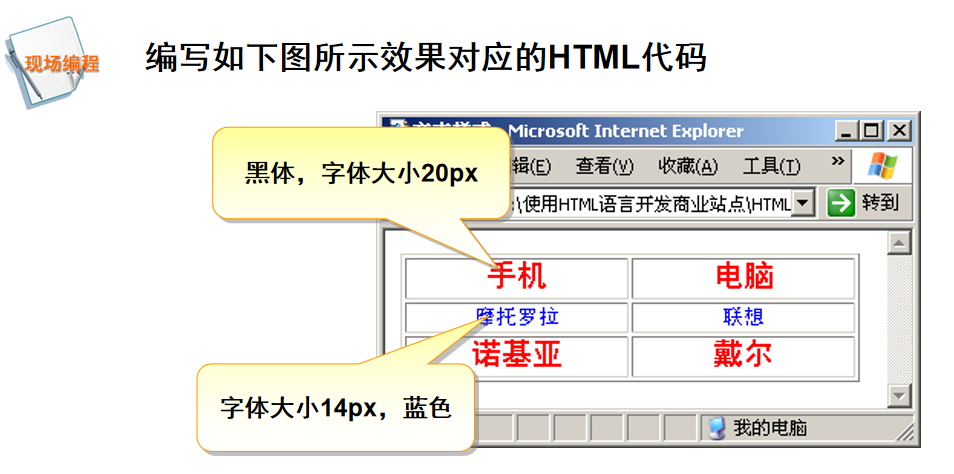 现场编程
编写如下图所示效果对应的HTML代码
Microsoft Internet Explorer
黑体，字体大小20px
辑(E) 查看(V) 收藏(A) 工具(T) »
:\使用HTML语言开发商业站点\HTML 转到
手机 电脑
摩托罗拉 联想
诺基亚 戴尔
字体大小14px，蓝色
我的电脑